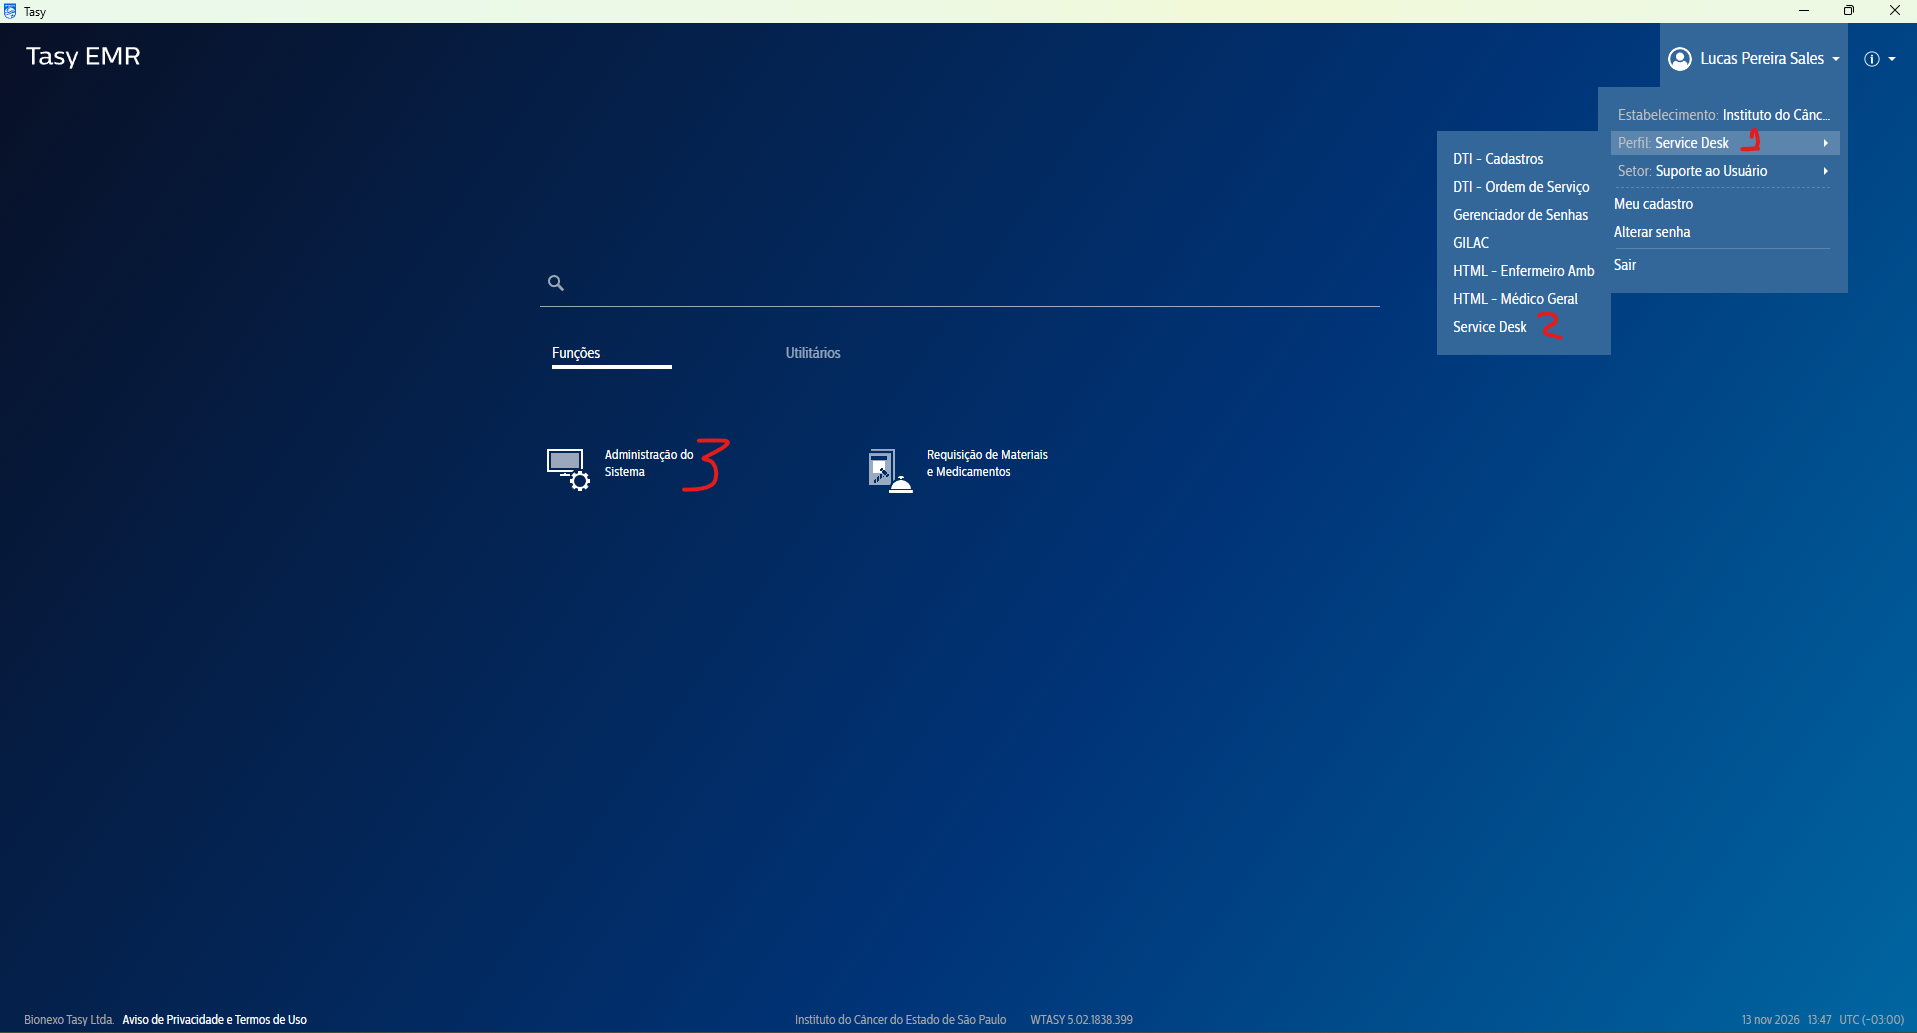 Tasy
Tasy EMR
Lucas Pereira Sales
Estabelecimento: Instituto do Cânc...
Perfil: Service Desk 1
Setor: Suporte ao Usuário
Meu cadastro
Alterar senha
Sair
DTI - Cadastros
DTI - Ordem de Serviço
Gerenciador de Senhas
GILAC
HTML - Enfermeiro Amb
HTML - Médico Geral
Service Desk 2
Funções
Utilitários
Administração do
Sistema
3
Requisição de Materiais
e Medicamentos
Bionexo Tasy Ltda. Aviso de Privacidade e Termos de Uso
Instituto do Câncer do Estado de São Paulo WTASY 5.02.1838.399
13 nov 2026 13:47 UTC (-03:00)